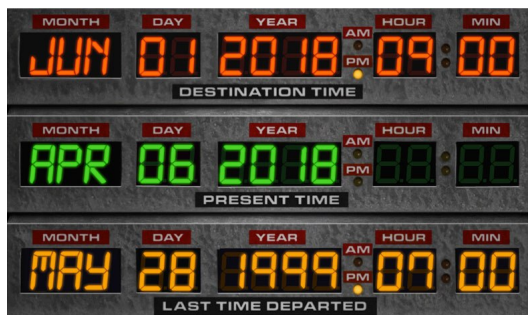 MONTH DAY YEAR AM PM HOUR MIN
JUN 01 2018 09 00
DESTINATION TIME
MONTH DAY YEAR AM PM HOUR MIN
APR 06 2018
PRESENT TIME
MONTH DAY YEAR AM PM HOUR MIN
MAY 28 1999 07 00
LAST TIME DEPARTED